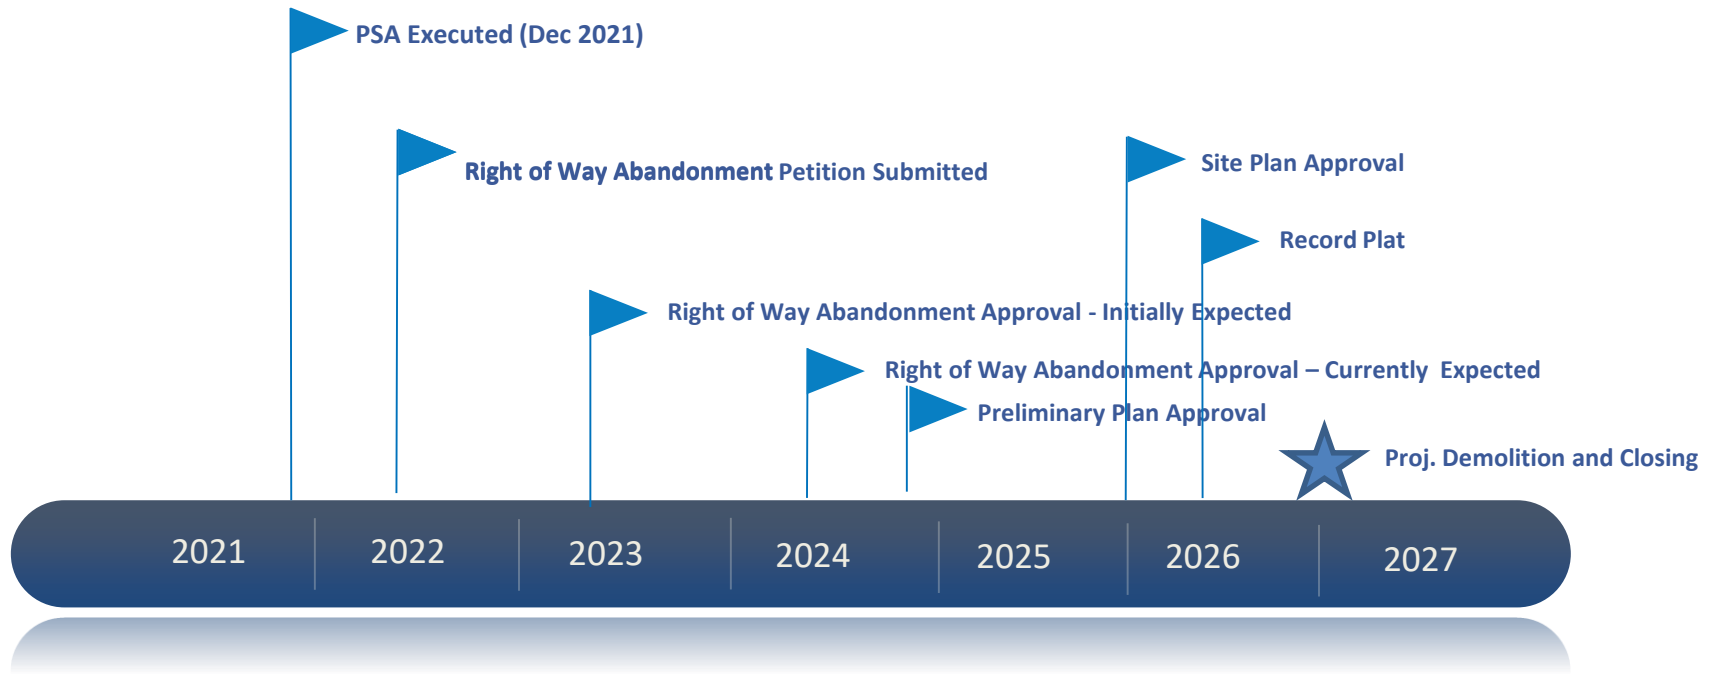 PSA Executed (Dec 2021)
Right of Way Abandonment Petition Submitted
Site Plan Approval
Record Plat
Right of Way Abandonment Approval - Initially Expected
Right of Way Abandonment Approval – Currently  Expected
Preliminary Plan Approval
Proj. Demolition and Closing
2021
2022
2023
2024
2025
2026
2027